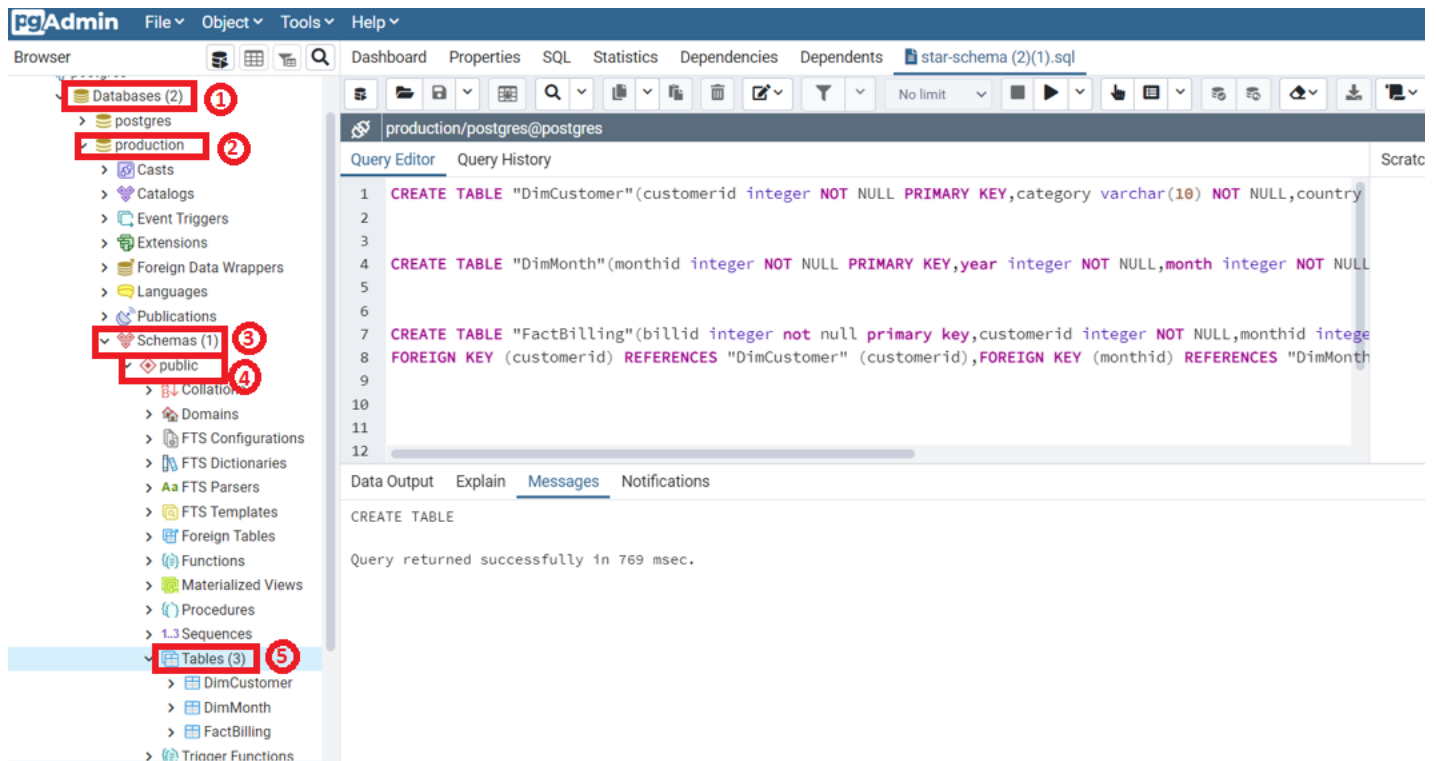 pgAdmin File Object Tools Help
Browser
Dashboard Properties SQL Statistics Dependencies Dependents star-schema (2)(1).sql
postgres
Databases (2) 1
postgres
production 2
Casts
Catalogs
Event Triggers
Extensions
Foreign Data Wrappers
Languages
Publications
Schemas (1) 3
public 4
Collations
Domains
FTS Configurations
FTS Dictionaries
Aa FTS Parsers
FTS Templates
Foreign Tables
Functions
Materialized Views
Procedures
1..3 Sequences
Tables (3) 5
DimCustomer
DimMonth
FactBilling
Trigger Functions
No limit
production/postgres@postgres
Query Editor Query History
Scratc
1 CREATE TABLE "DimCustomer"(customerid integer NOT NULL PRIMARY KEY,category varchar(10) NOT NULL,country
2
3
4 CREATE TABLE "DimMonth"(monthid integer NOT NULL PRIMARY KEY,year integer NOT NULL,month integer NOT NULL
5
6
7 CREATE TABLE "FactBilling"(billid integer not null primary key,customerid integer NOT NULL,monthid intege
8 FOREIGN KEY (customerid) REFERENCES "DimCustomer" (customerid),FOREIGN KEY (monthid) REFERENCES "DimMonth
9
10
11
12
Data Output Explain Messages Notifications
CREATE TABLE
Query returned successfully in 769 msec.